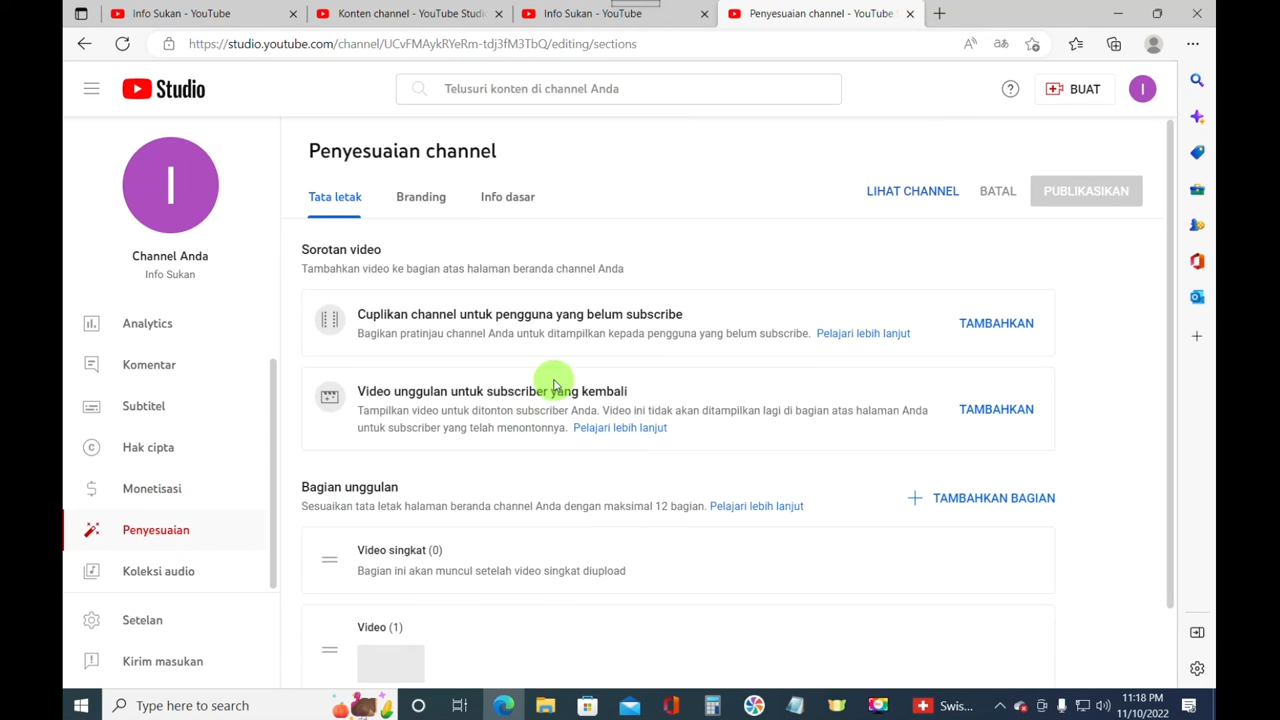 Info Sukan - YouTube
Konten channel - YouTube Studi
Info Sukan - YouTube
Penyesuaian channel - YouTube S
https://studio.youtube.com/channel/UCvFMAykRYeRm-tdj3fM3TbQ/editing/sections
Studio
Telusuri konten di channel Anda
BUAT
I
I
Channel Anda
Info Sukan
Analytics
Komentar
Subtitel
Hak cipta
Monetisasi
Penyesuaian
Koleksi audio
Setelan
Kirim masukan
Penyesuaian channel
Tata letak
Branding
Info dasar
LIHAT CHANNEL
BATAL
PUBLIKASIKAN
Sorotan video
Tambahkan video ke bagian atas halaman beranda channel Anda
Cuplikan channel untuk pengguna yang belum subscribe
Bagikan pratinjau channel Anda untuk ditampilkan kepada pengguna yang belum subscribe. Pelajari lebih lanjut
TAMBAHKAN
Video unggulan untuk subscriber yang kembali
Tampilkan video untuk ditonton subscriber Anda. Video ini tidak akan ditampilkan lagi di bagian atas halaman Anda
untuk subscriber yang telah menontonnya. Pelajari lebih lanjut
TAMBAHKAN
Bagian unggulan
Sesuaikan tata letak halaman beranda channel Anda dengan maksimal 12 bagian. Pelajari lebih lanjut
TAMBAHKAN BAGIAN
Video singkat (0)
Bagian ini akan muncul setelah video singkat diupload
Video (1)
Type here to search
Swis...
11:18 PM
11/10/2022